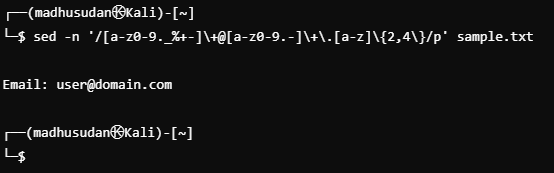 ┌──(madhusudan㉿Kali)-[~]
└─$ sed -n '/[a-z0-9._%+-]\+@[a-z0-9.-]\+\.[a-z]\{2,4\}/p' sample.txt
Email: user@domain.com
┌──(madhusudan㉿Kali)-[~]
└─$